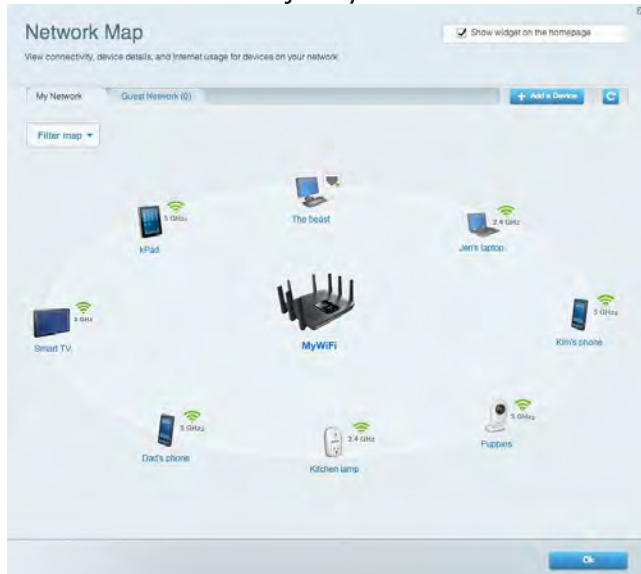 Network Map
Show widget on the homepage
View connectivity, device details, and Internet usage for devices on your network
My Network
Guest Network (0)
+ Add a Device
Filter map
The beast
5 GHz
kPad
2.4 GHz
Jen's laptop
5 GHz
Smart TV
MyWiFi
5 GHz
Kim's phone
5 GHz
Dad's phone
2.4 GHz
Kitchen lamp
5 GHz
Puppies
Ok